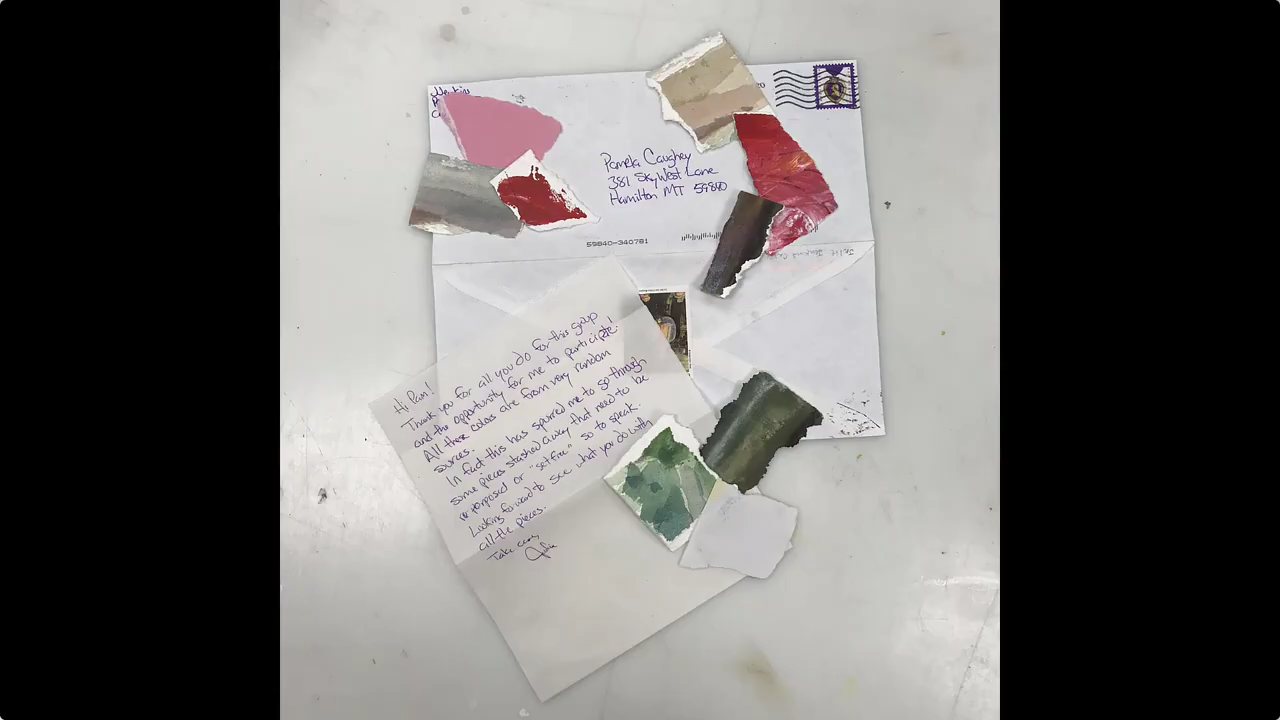 Pamela Caughey
381 SkyWest Lane
Hamilton MT 59840
59840-340781
Hi Pam!
Thank you for all you do for this group
and the opportunity for me to participate!
All these colors are from very random
sources.
In fact this has spurred me to go through
some pieces stashed away that need to be
repurposed or "set free" so to speak.
Looking forward to see what you do with
all the pieces.
Take care,
Julie